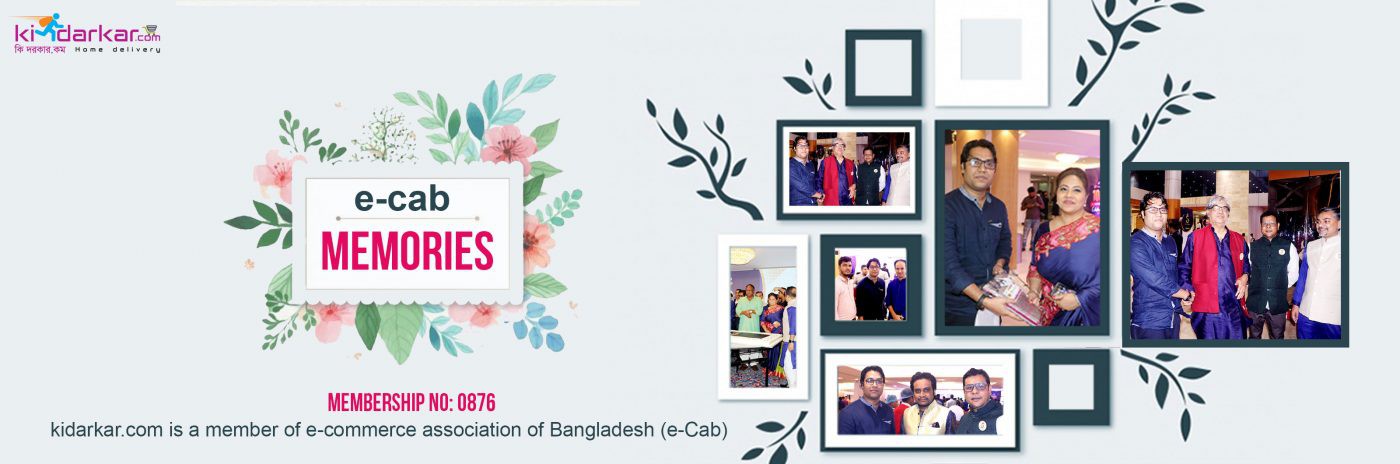 kidarkar.com
কি দরকার.কম Home delivery
e-cab
MEMORIES
MEMBERSHIP NO: 0876
kidarkar.com is a member of e-commerce association of Bangladesh (e-Cab)